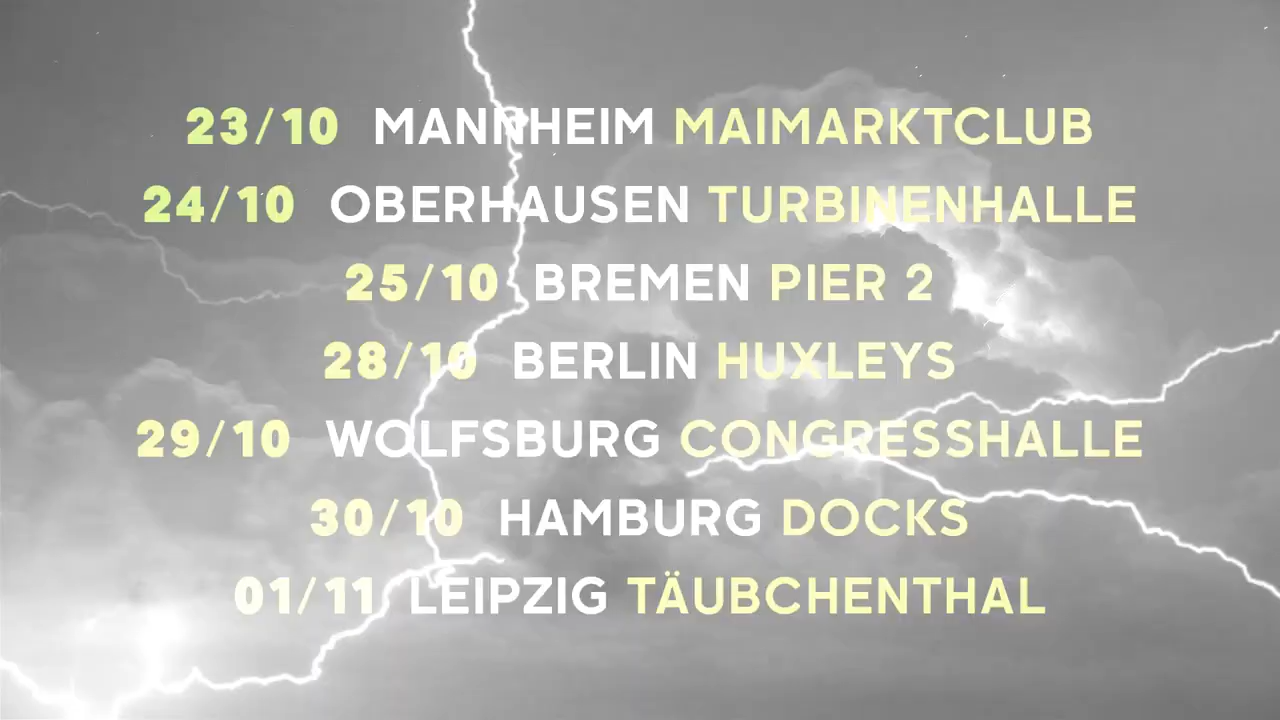 23/10 MANNHEIM MAIMARKTCLUB
24/10 OBERHAUSEN TURBINENHALLE
25/10 BREMEN PIER 2
28/10 BERLIN HUXLEYS
29/10 WOLFSBURG CONGRESSHALLE
30/10 HAMBURG DOCKS
01/11 LEIPZIG TÄUBCHENTHAL